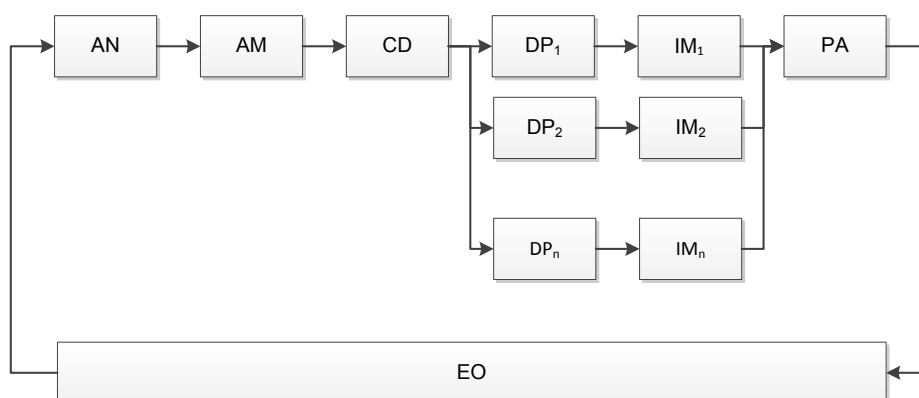 AN AM CD DP₁ IM₁ PA
DP₂ IM₂
DPₙ IMₙ
EO